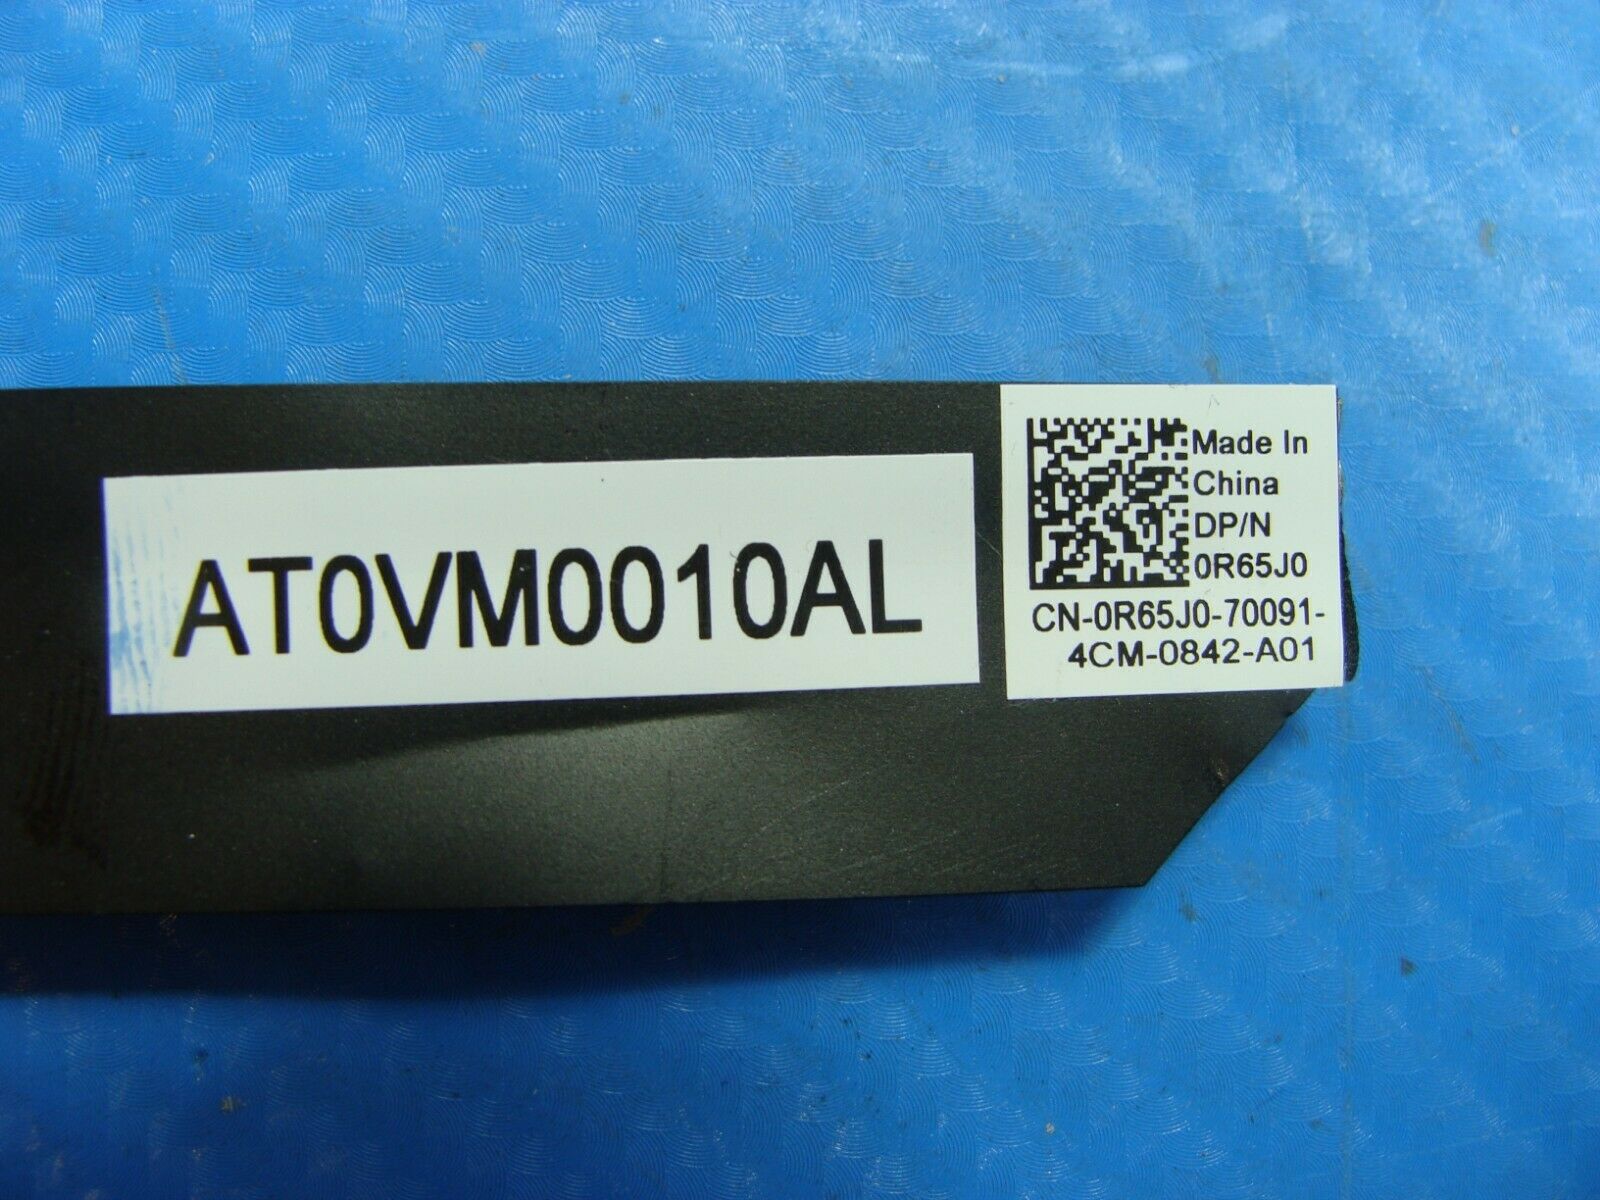 AT0VM0010AL
Made In
China
DP/N
0R65J0
CN-0R65J0-70091-
4CM-0842-A01